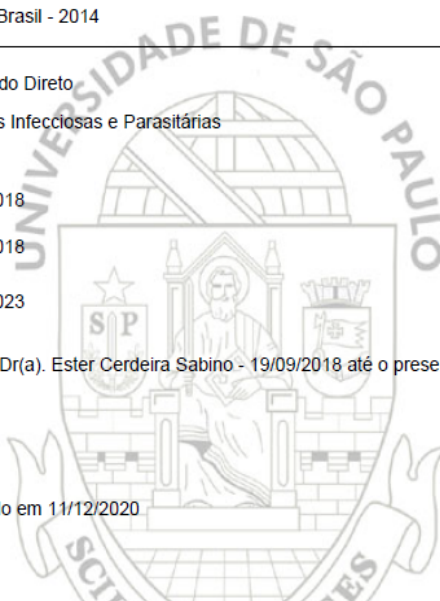 Brasil - 2014
UNIVERSIDADE DE SÃO PAULO
do Direto
s Infecciosas e Parasitárias
018
018
023
S P
Dr(a). Ester Cerdeira Sabino - 19/09/2018 até o prese
o em 11/12/2020